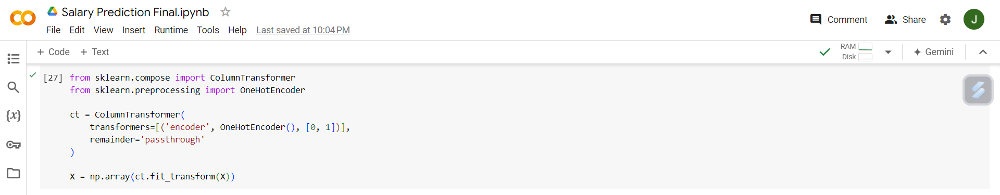 Salary Prediction Final.ipynb
File Edit View Insert Runtime Tools Help Last saved at 10:04 PM
Comment Share J
+ Code + Text
RAM
Disk
Gemini
{x}
[27] from sklearn.compose import ColumnTransformer
from sklearn.preprocessing import OneHotEncoder
ct = ColumnTransformer(
    transformers=[('encoder', OneHotEncoder(), [0, 1])],
    remainder='passthrough'
)
X = np.array(ct.fit_transform(X))